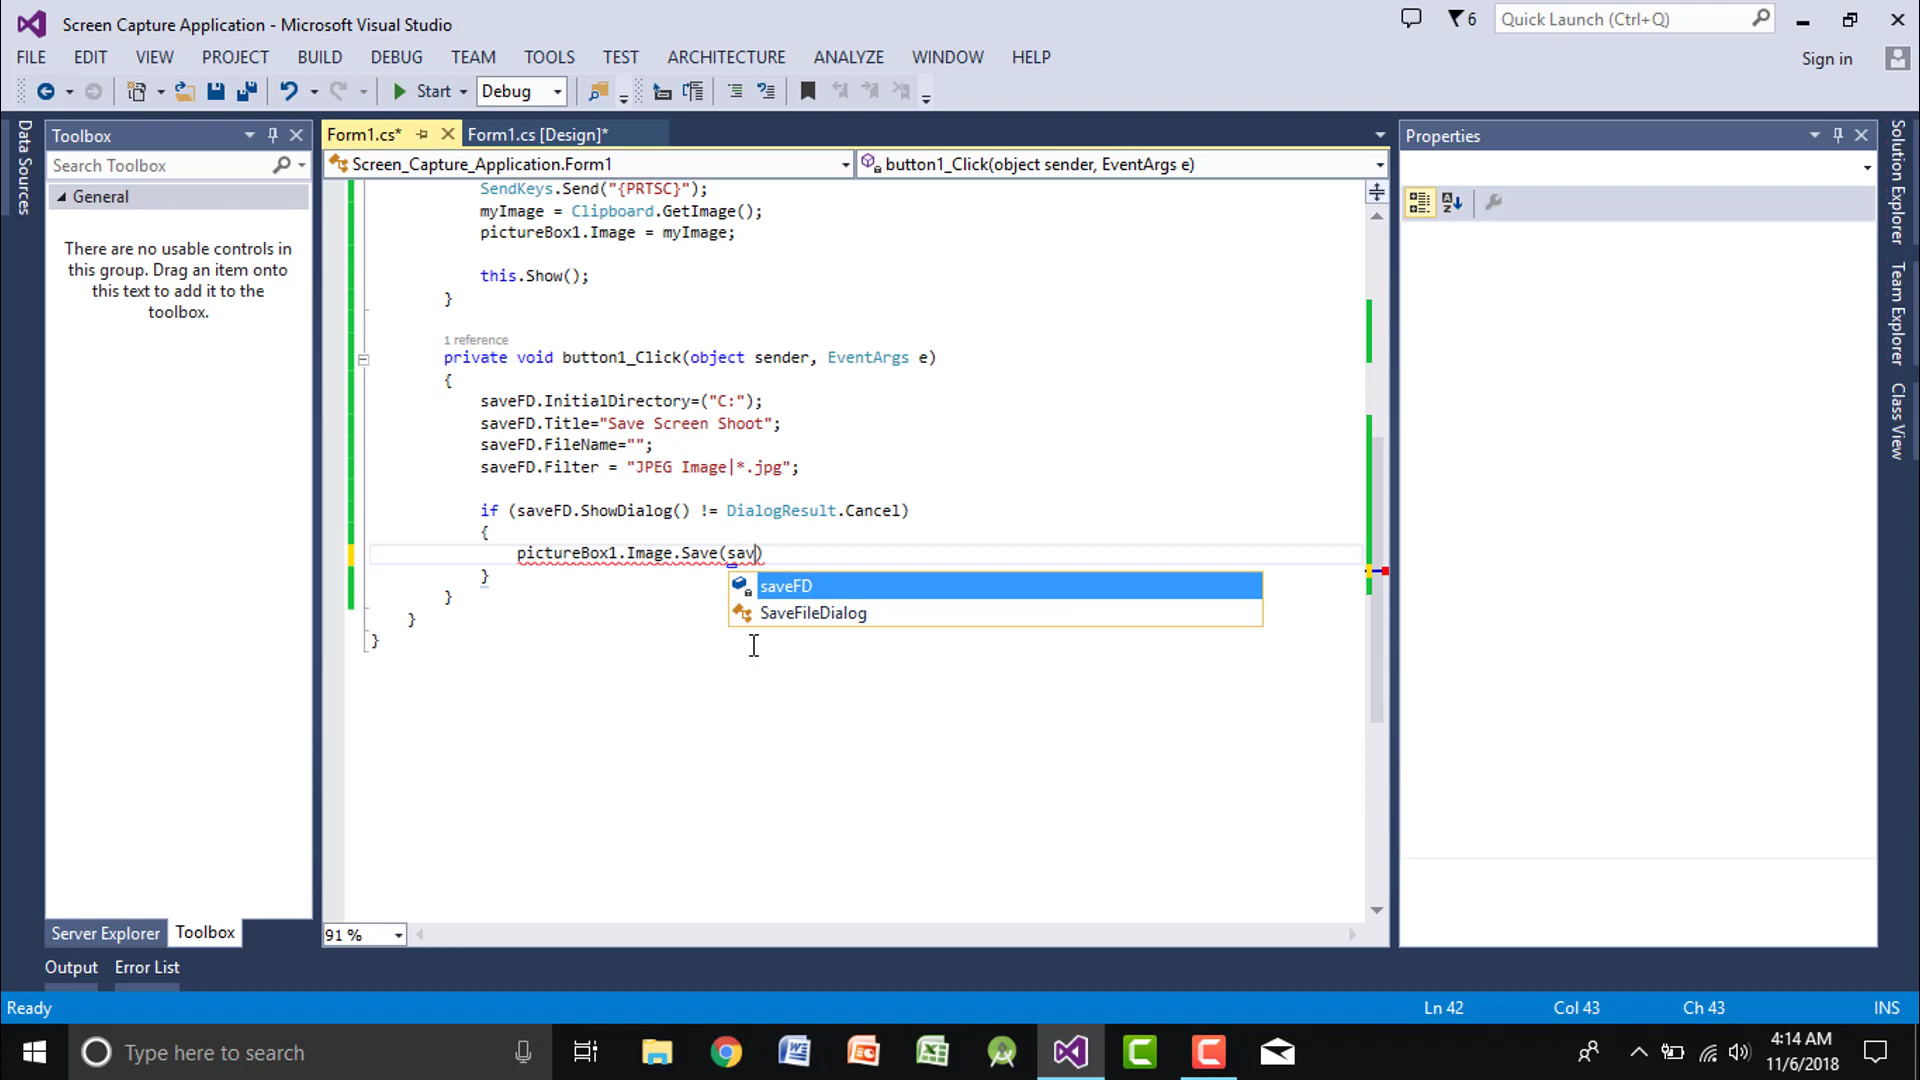 Screen Capture Application - Microsoft Visual Studio
6
Quick Launch (Ctrl+Q)
FILE EDIT VIEW PROJECT BUILD DEBUG TEAM TOOLS TEST ARCHITECTURE ANALYZE WINDOW HELP
Sign in
Start Debug
Data Sources
Toolbox
Search Toolbox
General
There are no usable controls in
this group. Drag an item onto
this text to add it to the
toolbox.
Server Explorer Toolbox
Form1.cs* Form1.cs [Design]*
Screen_Capture_Application.Form1 button1_Click(object sender, EventArgs e)
SendKeys.Send("{PRTSC}");
myImage = Clipboard.GetImage();
pictureBox1.Image = myImage;
this.Show();
}
1 reference
private void button1_Click(object sender, EventArgs e)
{
saveFD.InitialDirectory=("C:");
saveFD.Title="Save Screen Shoot";
saveFD.FileName="";
saveFD.Filter = "JPEG Image|*.jpg";
if (saveFD.ShowDialog() != DialogResult.Cancel)
{
pictureBox1.Image.Save(sav)
}
saveFD
SaveFileDialog
}
}
}
91 %
Properties
Solution Explorer
Team Explorer
Class View
Output Error List
Ready Ln 42 Col 43 Ch 43 INS
Type here to search
4:14 AM
11/6/2018